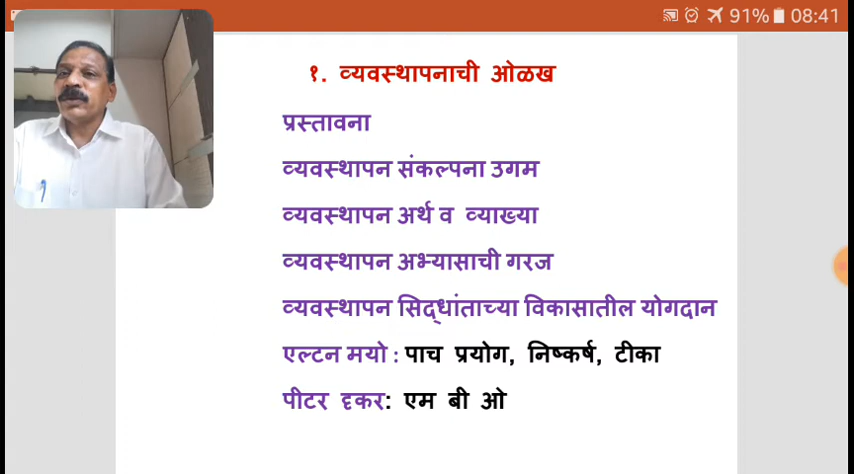 91% 08:41
१. व्यवस्थापनाची ओळख
प्रस्तावना
व्यवस्थापन संकल्पना उगम
व्यवस्थापन अर्थ व व्याख्या
व्यवस्थापन अभ्यासाची गरज
व्यवस्थापन सिद्धांताच्या विकासातील योगदान
एल्टन मयो : पाच प्रयोग, निष्कर्ष, टीका
पीटर द्दकर: एम बी ओ